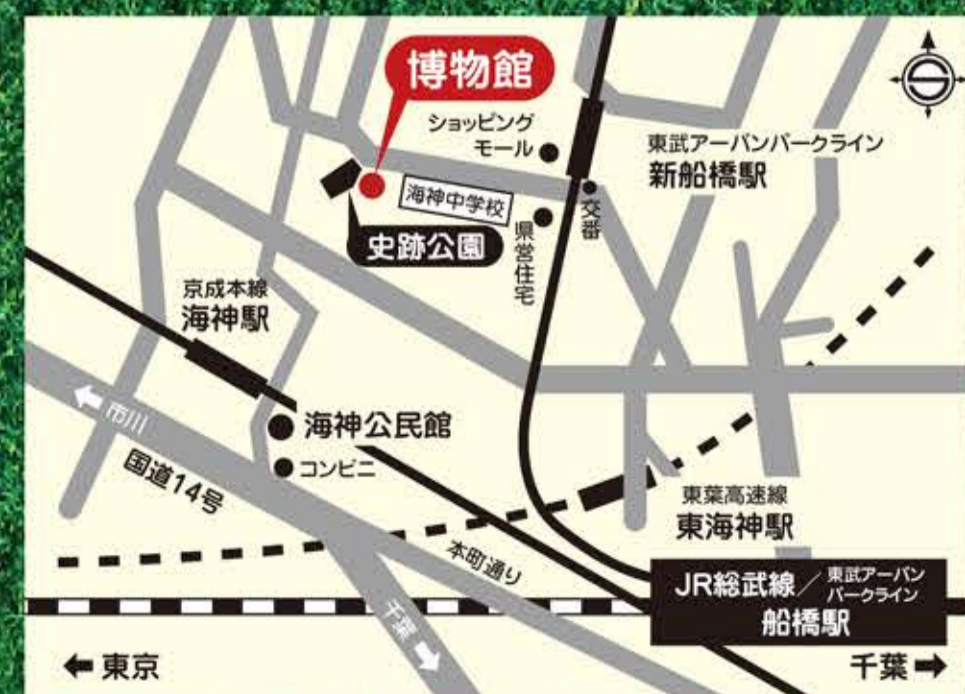 博物館
ショッピング
モール
東武アーバンパークライン
新船橋駅
海神中学校
交番
史跡公園
県営住宅
京成本線
海神駅
市川
海神公民館
国道14号
コンビニ
東葉高速線
東海神駅
本町通り
JR総武線／東武アーバン
パークライン
船橋駅
千葉
東京
千葉